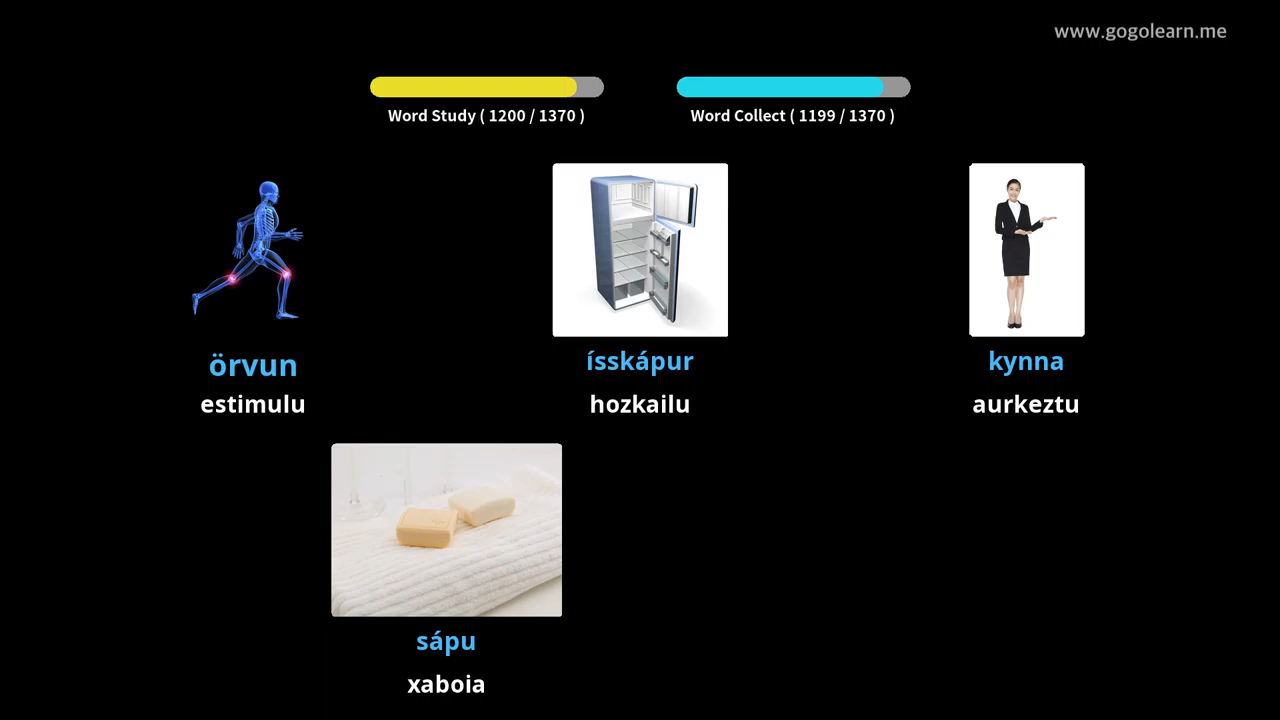 www.gogolearn.me
Word Study ( 1200 / 1370 )
Word Collect ( 1199 / 1370 )
örvun
estimulu
ísskápur
hozkailu
kynna
aurkeztu
sápu
xaboia